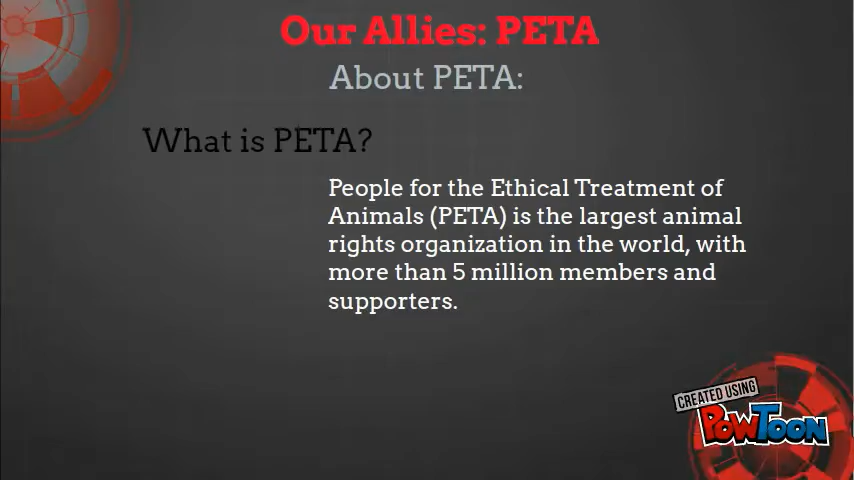 Our Allies: PETA
About PETA:
What is PETA?
People for the Ethical Treatment of
Animals (PETA) is the largest animal
rights organization in the world, with
more than 5 million members and
supporters.
CREATED USING
POWTOON